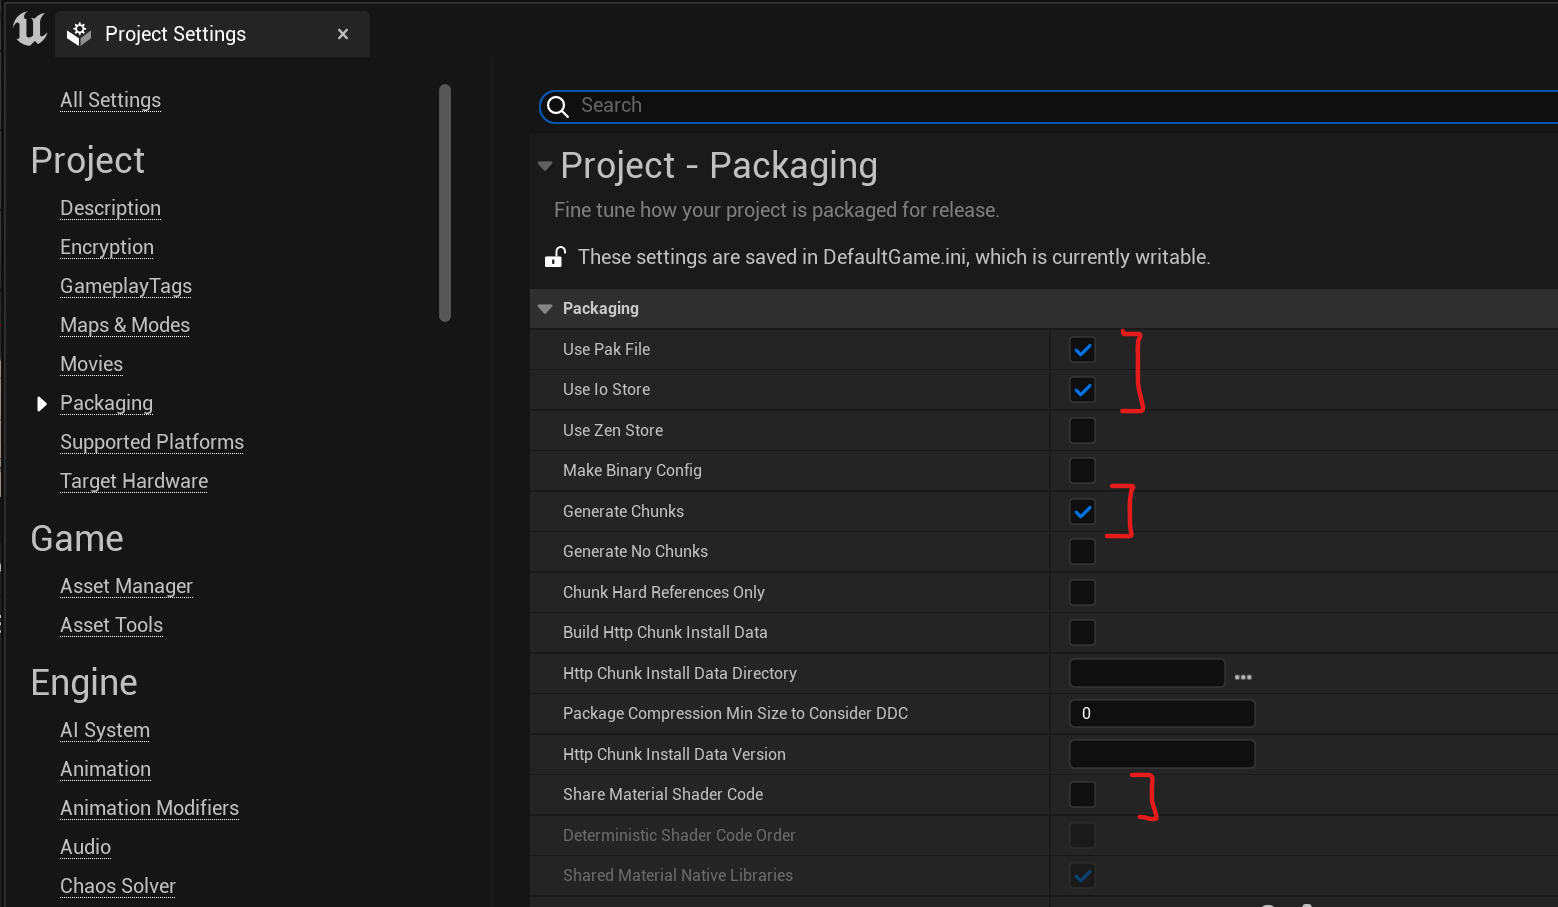 Project Settings
All Settings
Project
Description
Encryption
GameplayTags
Maps & Modes
Movies
Packaging
Supported Platforms
Target Hardware
Game
Asset Manager
Asset Tools
Engine
AI System
Animation
Animation Modifiers
Audio
Chaos Solver
Search
Project - Packaging
Fine tune how your project is packaged for release.
These settings are saved in DefaultGame.ini, which is currently writable.
Packaging
Use Pak File
Use Io Store
Use Zen Store
Make Binary Config
Generate Chunks
Generate No Chunks
Chunk Hard References Only
Build Http Chunk Install Data
Http Chunk Install Data Directory
Package Compression Min Size to Consider DDC
0
Http Chunk Install Data Version
Share Material Shader Code
Deterministic Shader Code Order
Shared Material Native Libraries